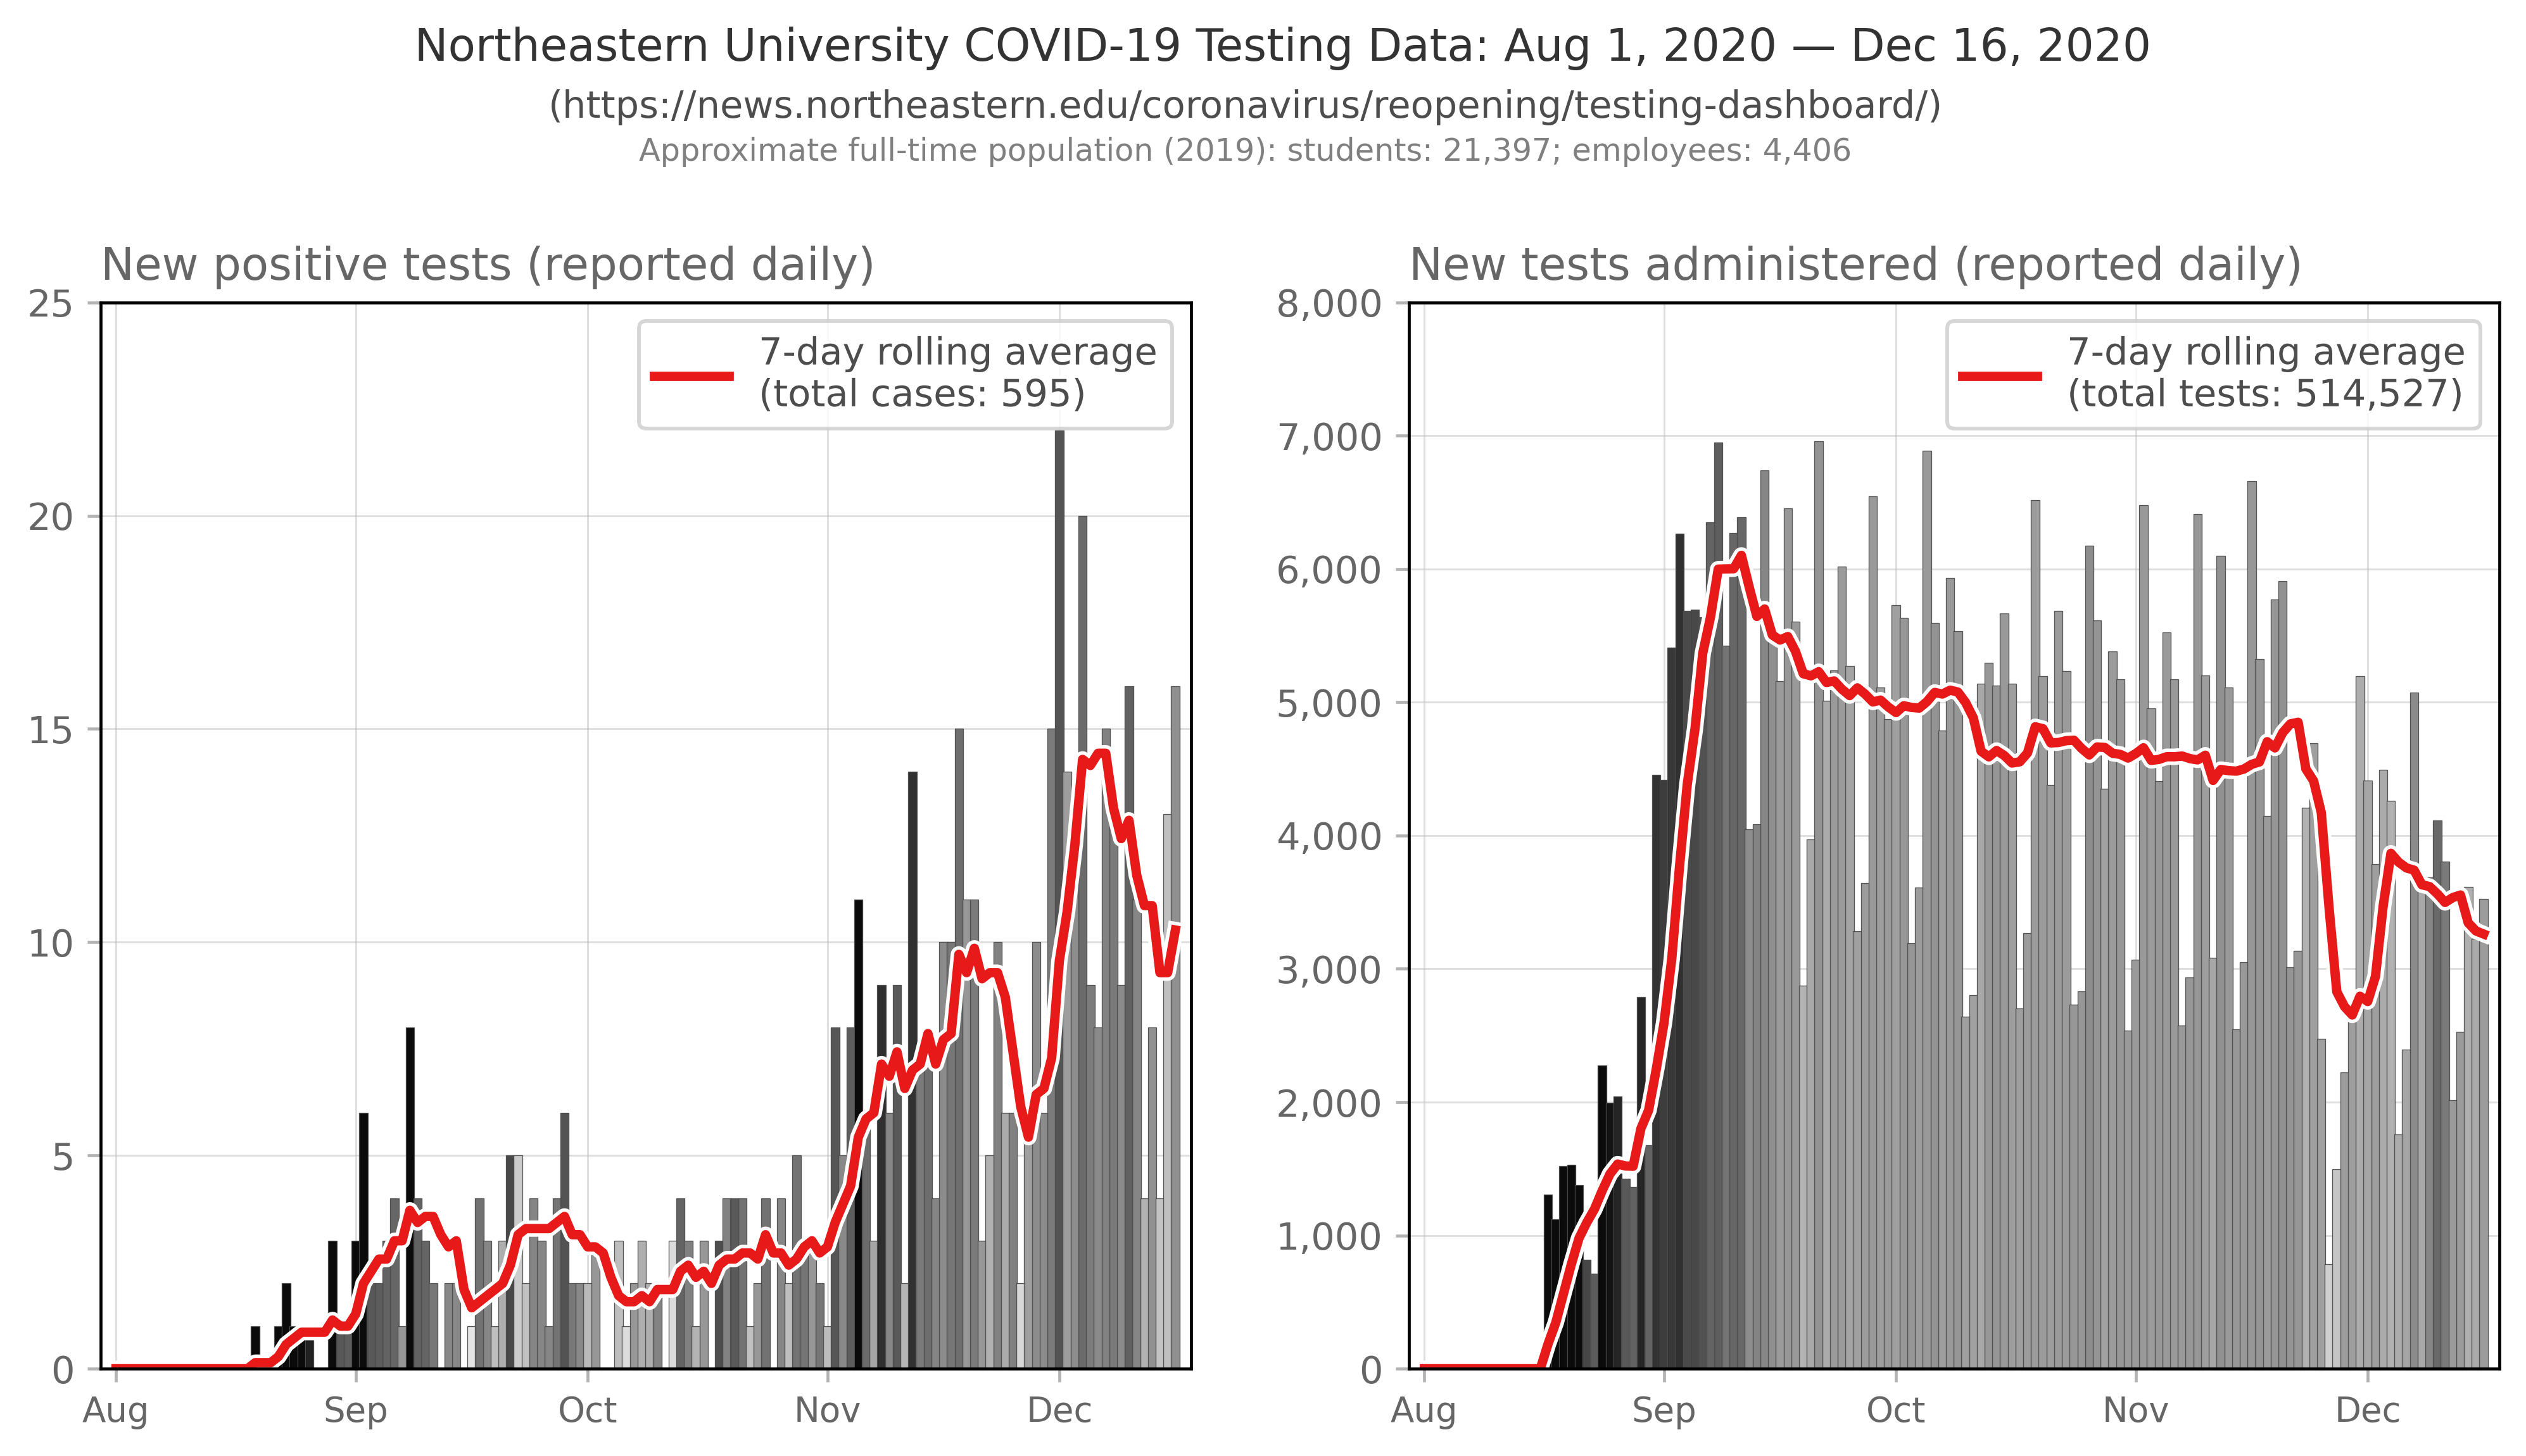 Northeastern University COVID-19 Testing Data: Aug 1, 2020 — Dec 16, 2020
(https://news.northeastern.edu/coronavirus/reopening/testing-dashboard/)
Approximate full-time population (2019): students: 21,397; employees: 4,406
New positive tests (reported daily)
25
20
15
10
5
0
7-day rolling average
(total cases: 595)
Aug Sep Oct Nov Dec
New tests administered (reported daily)
8,000
7,000
6,000
5,000
4,000
3,000
2,000
1,000
0
7-day rolling average
(total tests: 514,527)
Aug Sep Oct Nov Dec